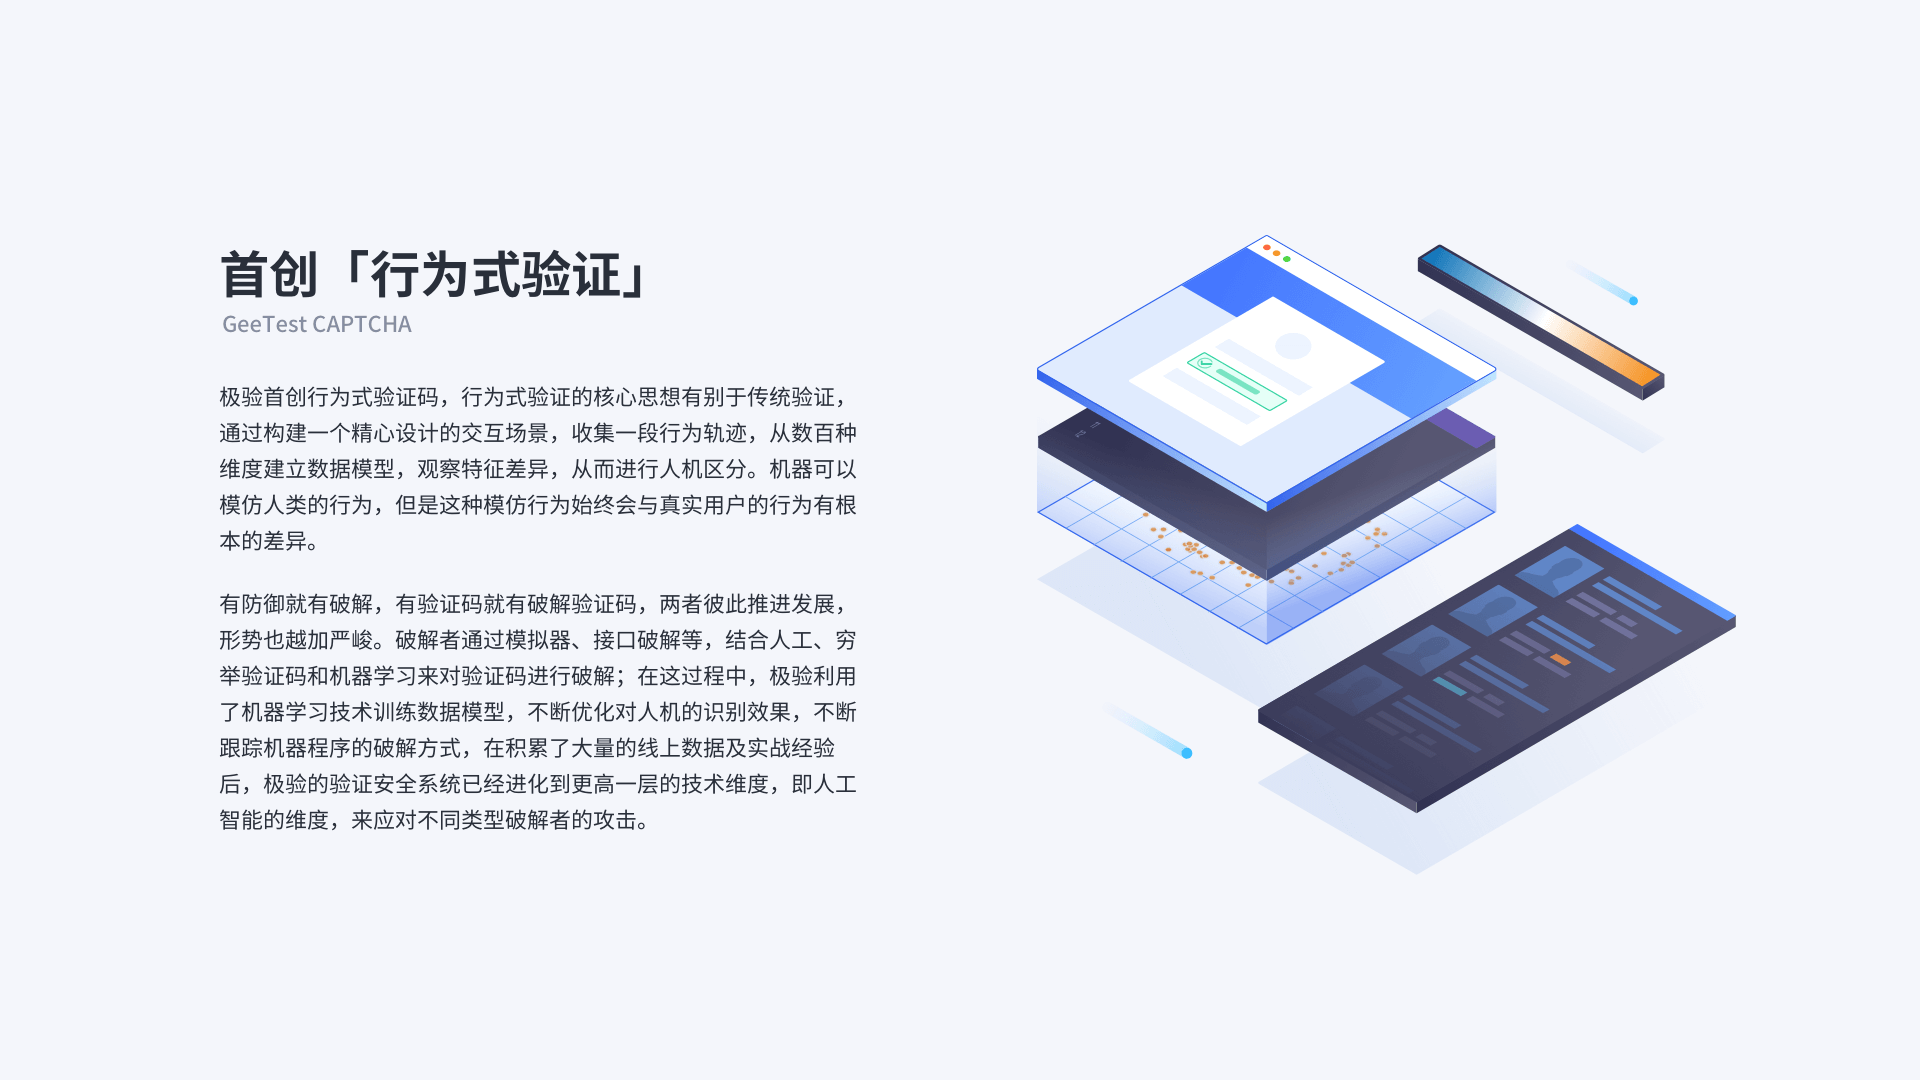 首创「行为式验证」
GeeTest CAPTCHA
极验首创行为式验证码，行为式验证的核心思想有别于传统验证，
通过构建一个精心设计的交互场景，收集一段行为轨迹，从数百种
维度建立数据模型，观察特征差异，从而进行人机区分。机器可以
模仿人类的行为，但是这种模仿行为始终会与真实用户的行为有根
本的差异。
有防御就有破解，有验证码就有破解验证码，两者彼此推进发展，
形势也越加严峻。破解者通过模拟器、接口破解等，结合人工、穷
举验证码和机器学习来对验证码进行破解；在这过程中，极验利用
了机器学习技术训练数据模型，不断优化对人机的识别效果，不断
跟踪机器程序的破解方式，在积累了大量的线上数据及实战经验
后，极验的验证安全系统已经进化到更高一层的技术维度，即人工
智能的维度，来应对不同类型破解者的攻击。